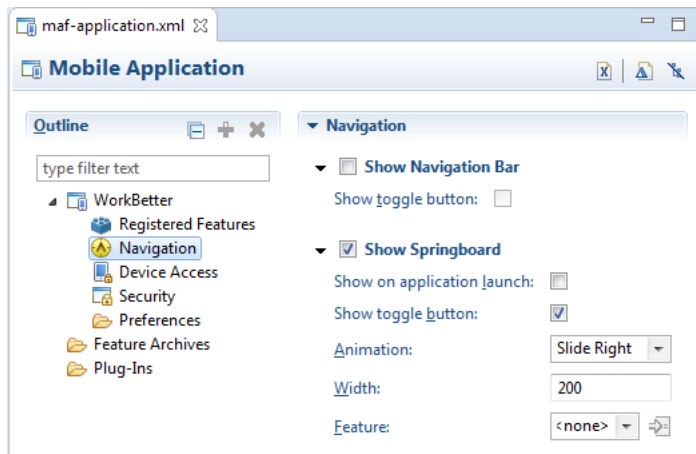 maf-application.xml
Mobile Application
Outline
type filter text
WorkBetter
Registered Features
Navigation
Device Access
Security
Preferences
Feature Archives
Plug-Ins
Navigation
Show Navigation Bar
Show toggle button:
Show Springboard
Show on application launch:
Show toggle button:
Animation: Slide Right
Width: 200
Feature: <none>